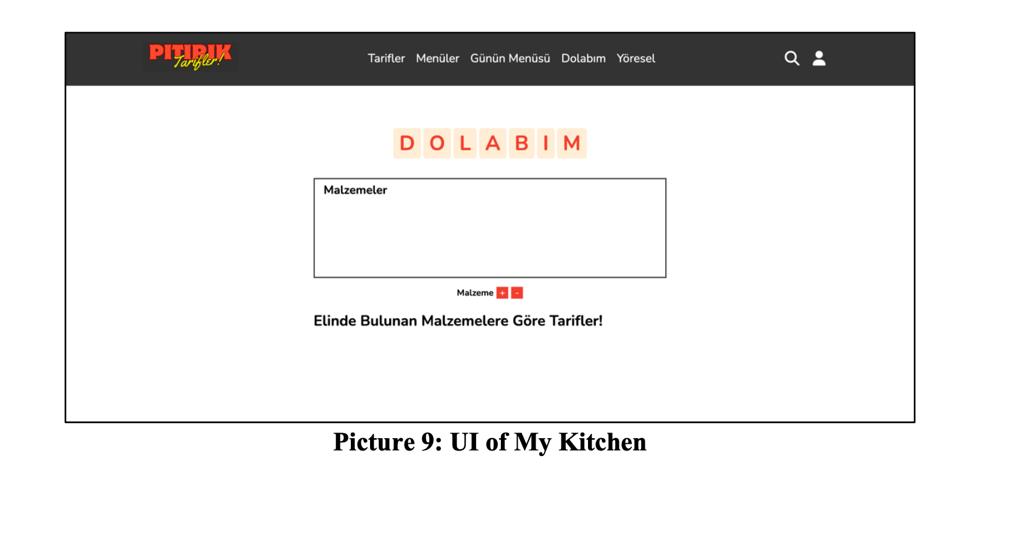 PITIRIK
Tarifler!
Tarifler Menüler Günün Menüsü Dolabım Yöresel
DOLABIM
Malzemeler
Malzeme + -
Elinde Bulunan Malzemelere Göre Tarifler!
Picture 9: UI of My Kitchen